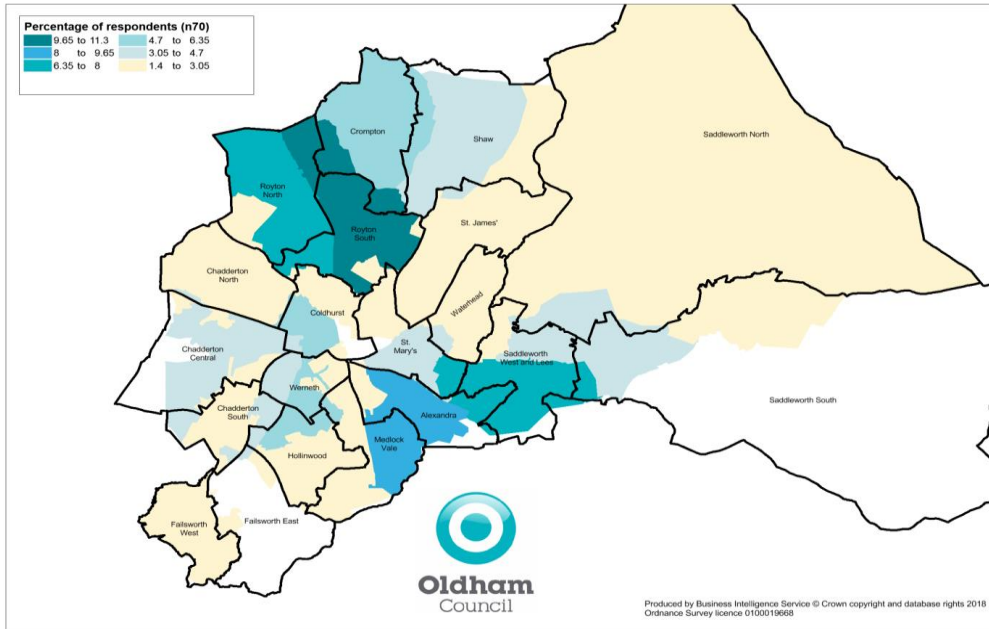 Percentage of respondents (n70)
9.65 to 11.3
4.7 to 6.35
8 to 9.65
3.05 to 4.7
6.35 to 8
1.4 to 3.05
Crompton
Shaw
Saddleworth North
Royton
North
Royton
South
St. James'
Chadderton
North
Coldhurst
Waterhead
Chadderton
Central
St.
Mary's
Saddleworth
West and Lees
Werneth
Saddleworth South
Chadderton
South
Alexandra
Medlock
Vale
Hollinwood
Failsworth
West
Failsworth East
Oldham
Council
Produced by Business Intelligence Service © Crown copyright and database rights 2018
Ordnance Survey licence 0100019668